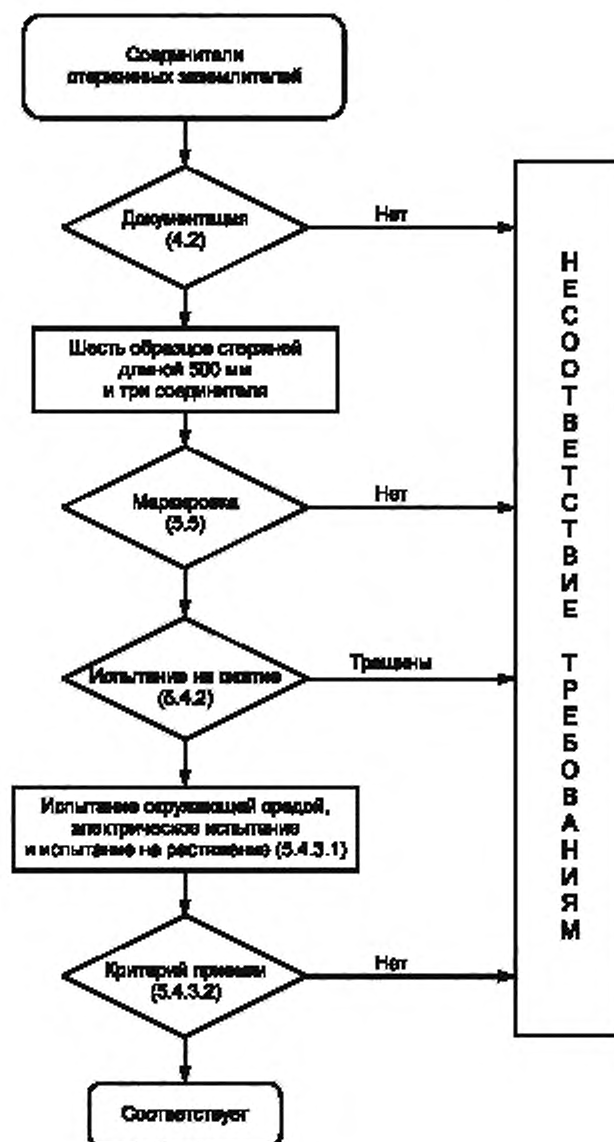 Соединители
стержневых заземлителей
Документация
(4.2)
Нет
Шесть образцов стержней
длиной 500 мм
и три соединителя
Маркировка
(5.5)
Нет
Испытание на сжатие
(5.4.2)
Трещины
Испытание окружающей средой,
электрическое испытание
и испытание на растяжение (5.4.3.1)
Критерий приемки
(5.4.3.2)
Нет
Соответствует
НЕСООТВЕТСТВИЕ ТРЕБОВАНИЯМ